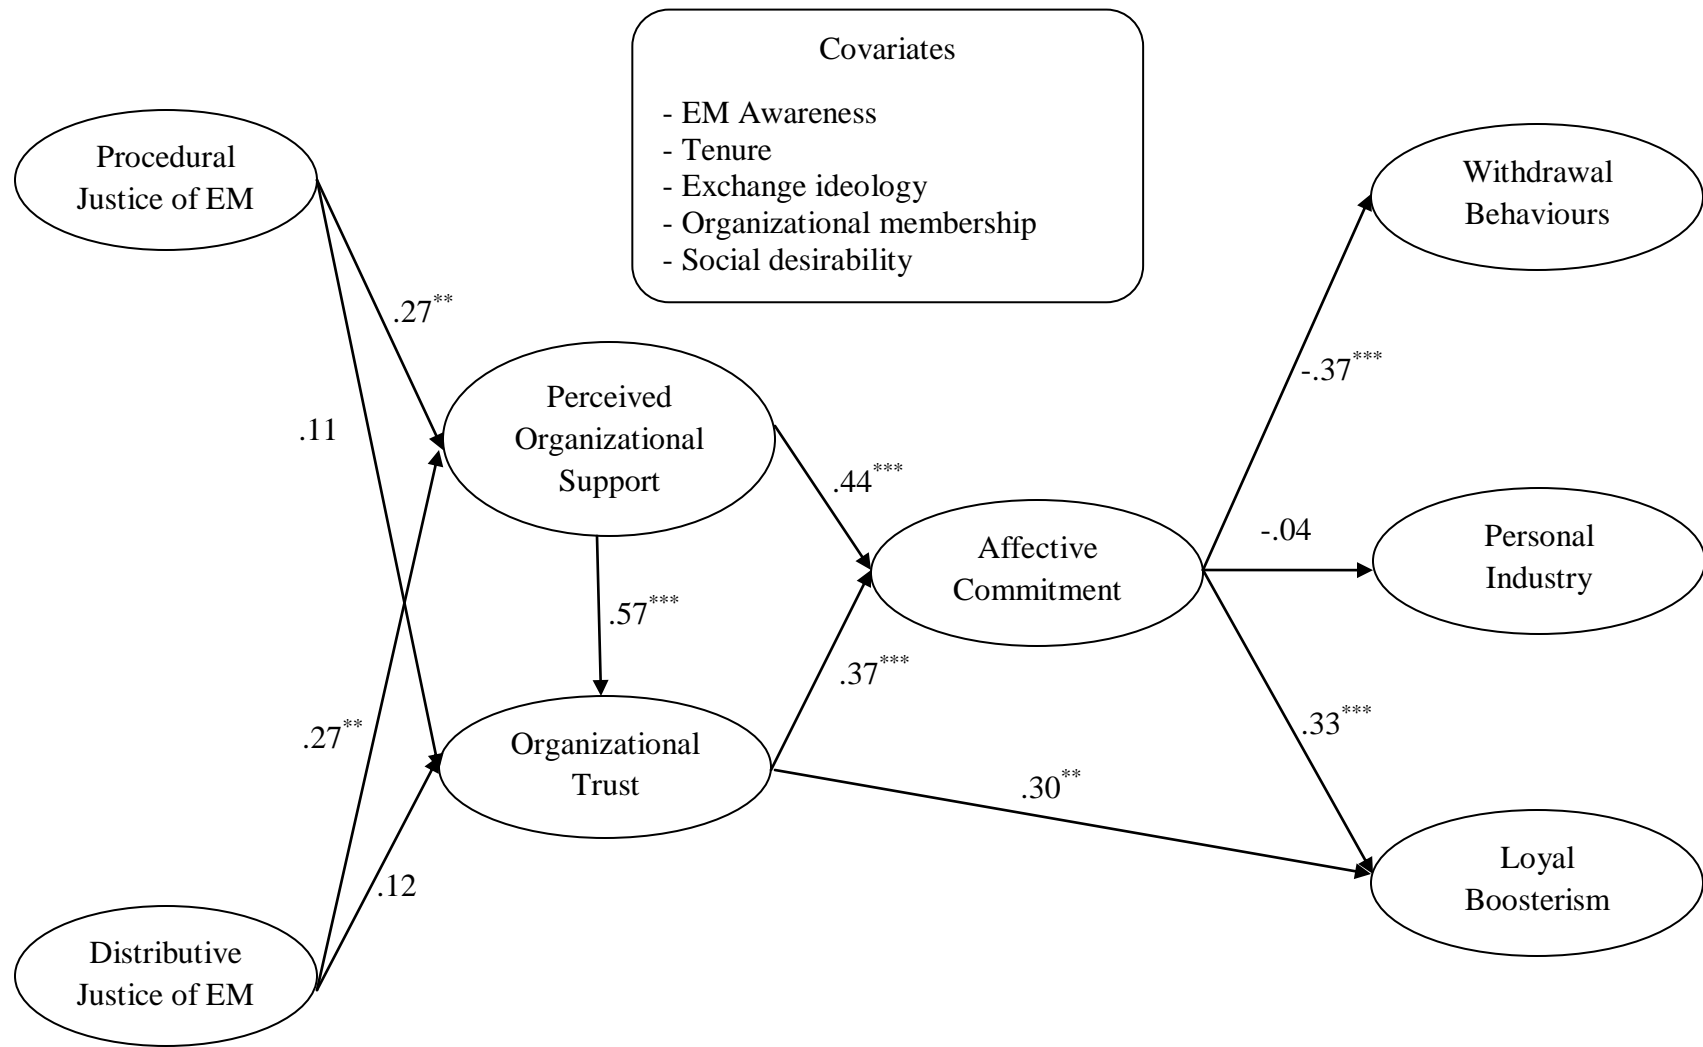 Covariates
- EM Awareness
- Tenure
- Exchange ideology
- Organizational membership
- Social desirability
Procedural
Justice of EM
Withdrawal
Behaviours
.27**
-.37***
Perceived
Organizational
Support
.11
.44***
Affective
Commitment
-.04
Personal
Industry
.57***
.37***
.27**
Organizational
Trust
.33***
.30**
.12
Loyal
Boosterism
Distributive
Justice of EM